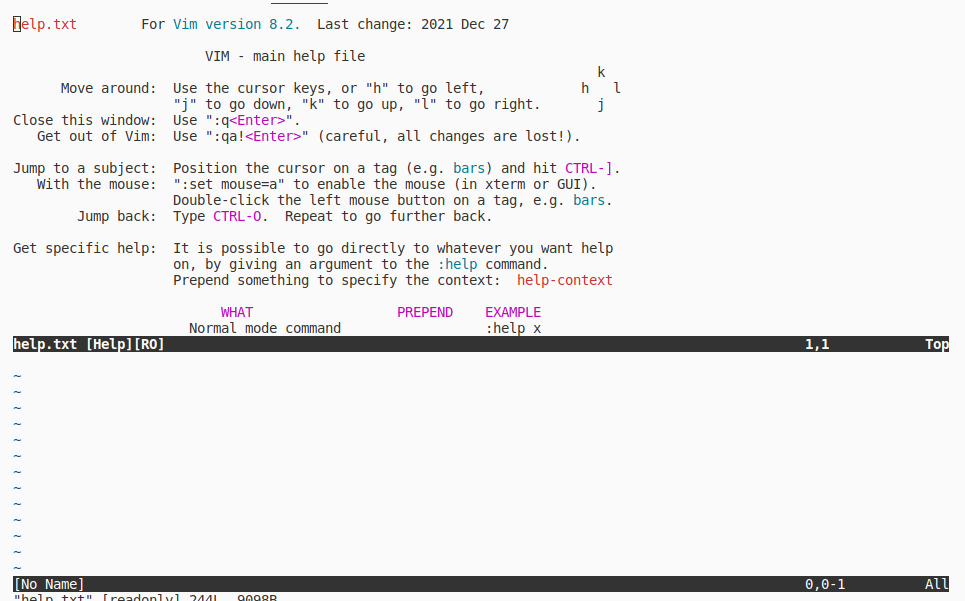 help.txt For Vim version 8.2. Last change: 2021 Dec 27
VIM - main help file
k
Move around: Use the cursor keys, or "h" to go left, h l
"j" to go down, "k" to go up, "l" to go right. j
Close this window: Use ":q<Enter>".
Get out of Vim: Use ":qa!<Enter>" (careful, all changes are lost!).
Jump to a subject: Position the cursor on a tag (e.g. bars) and hit CTRL-].
With the mouse: ":set mouse=a" to enable the mouse (in xterm or GUI).
Double-click the left mouse button on a tag, e.g. bars.
Jump back: Type CTRL-O. Repeat to go further back.
Get specific help: It is possible to go directly to whatever you want help
on, by giving an argument to the :help command.
Prepend something to specify the context: help-context
WHAT PREPEND EXAMPLE
Normal mode command :help x
help.txt [Help][RO] 1,1 Top
~
~
~
~
~
~
~
~
~
~
~
~
~
[No Name] 0,0-1 All
"help.txt" [readonly] 244L, 9098B